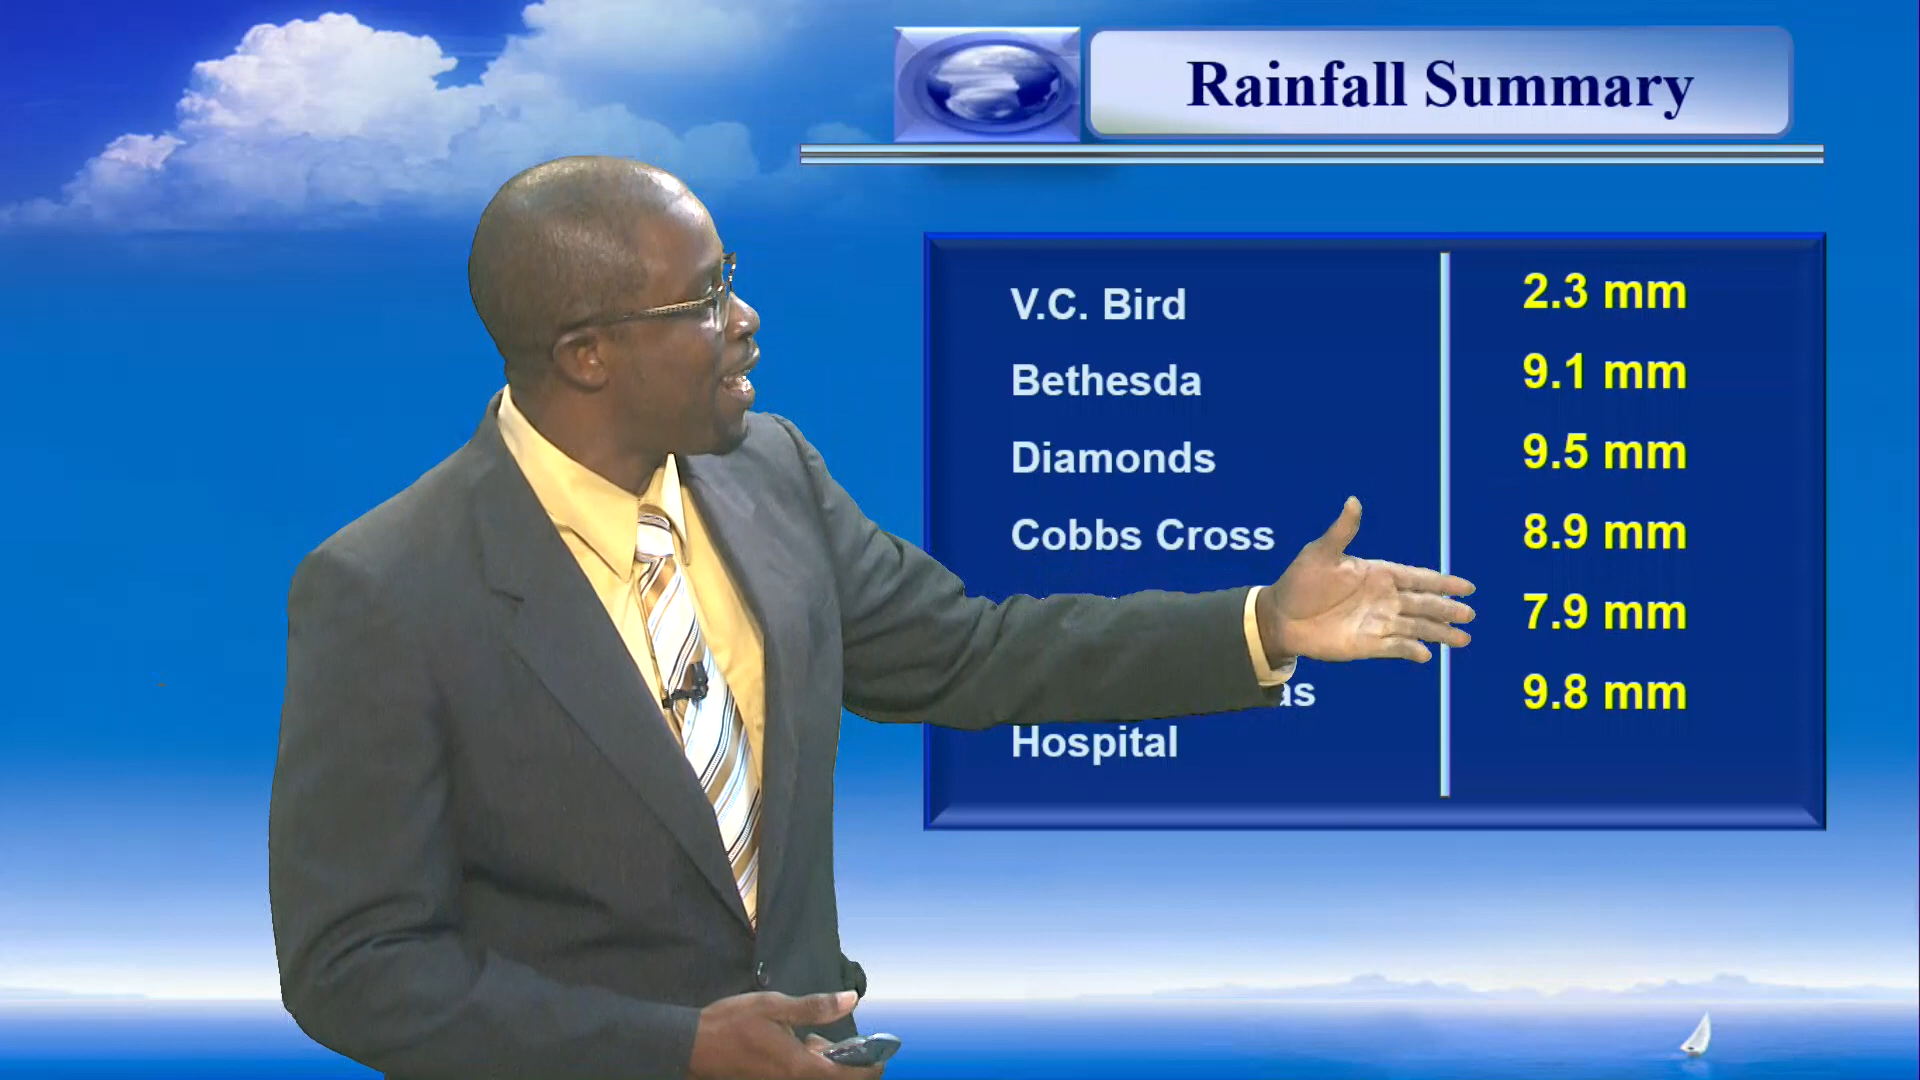 Rainfall Summary
V.C. Bird 2.3 mm
Bethesda 9.1 mm
Diamonds 9.5 mm
Cobbs Cross 8.9 mm
7.9 mm
9.8 mm
Hospital